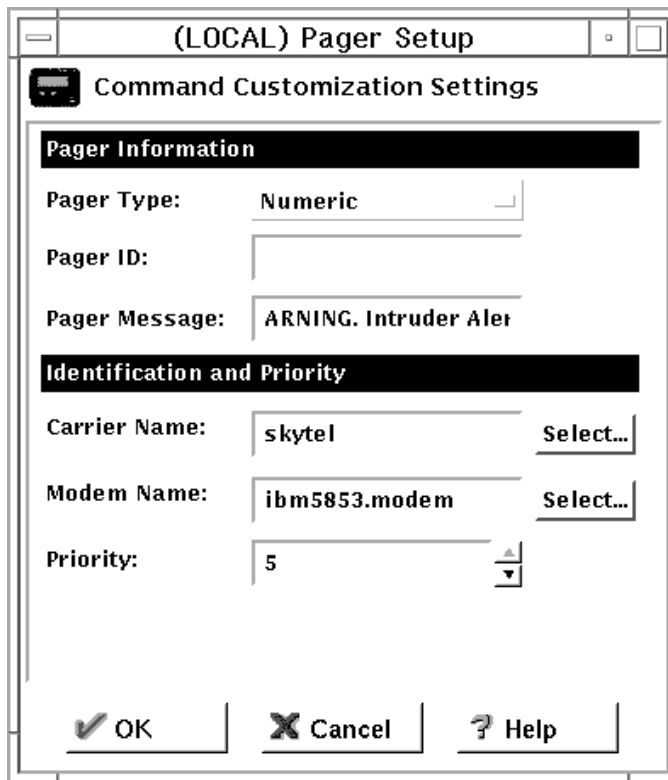 (LOCAL) Pager Setup
Command Customization Settings
Pager Information
Pager Type: Numeric
Pager ID:
Pager Message: ARNING. Intruder Aler
Identification and Priority
Carrier Name: skytel Select...
Modem Name: ibm5853.modem Select...
Priority: 5
OK Cancel Help